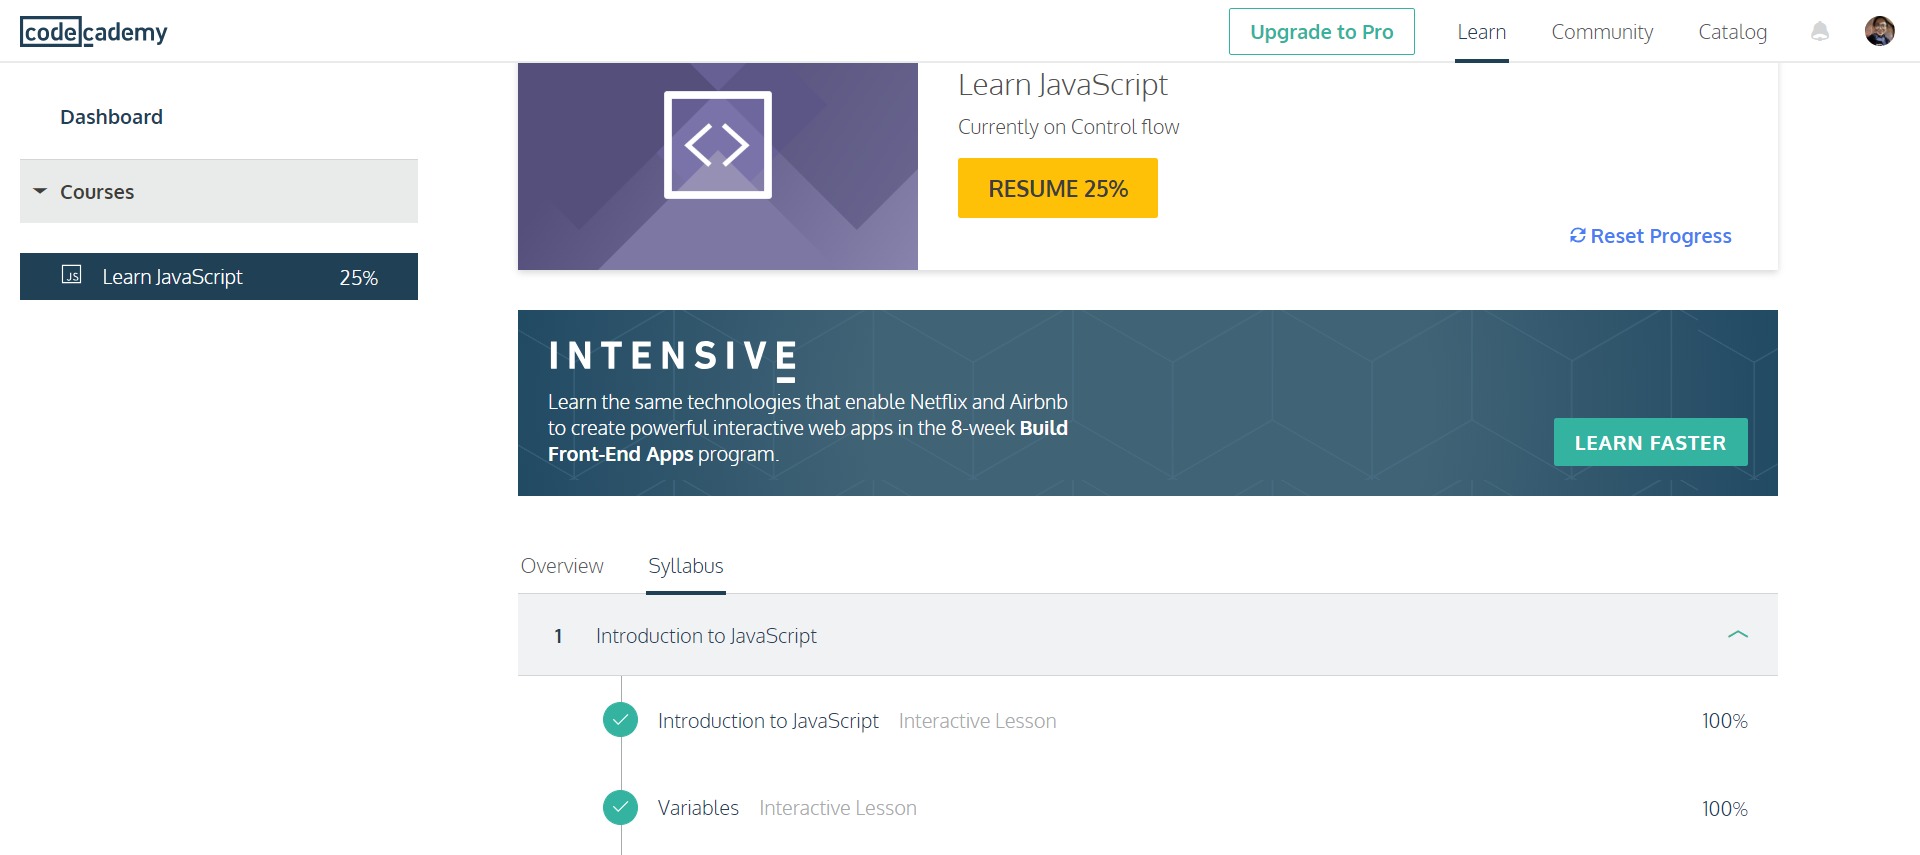 codecademy
Upgrade to Pro
Learn
Community
Catalog
Dashboard
Courses
JS
Learn JavaScript
25%
Learn JavaScript
Currently on Control flow
RESUME 25%
Reset Progress
INTENSIVE
Learn the same technologies that enable Netflix and Airbnb
to create powerful interactive web apps in the 8-week Build
Front-End Apps program.
LEARN FASTER
Overview
Syllabus
1 Introduction to JavaScript
Introduction to JavaScript Interactive Lesson 100%
Variables Interactive Lesson 100%